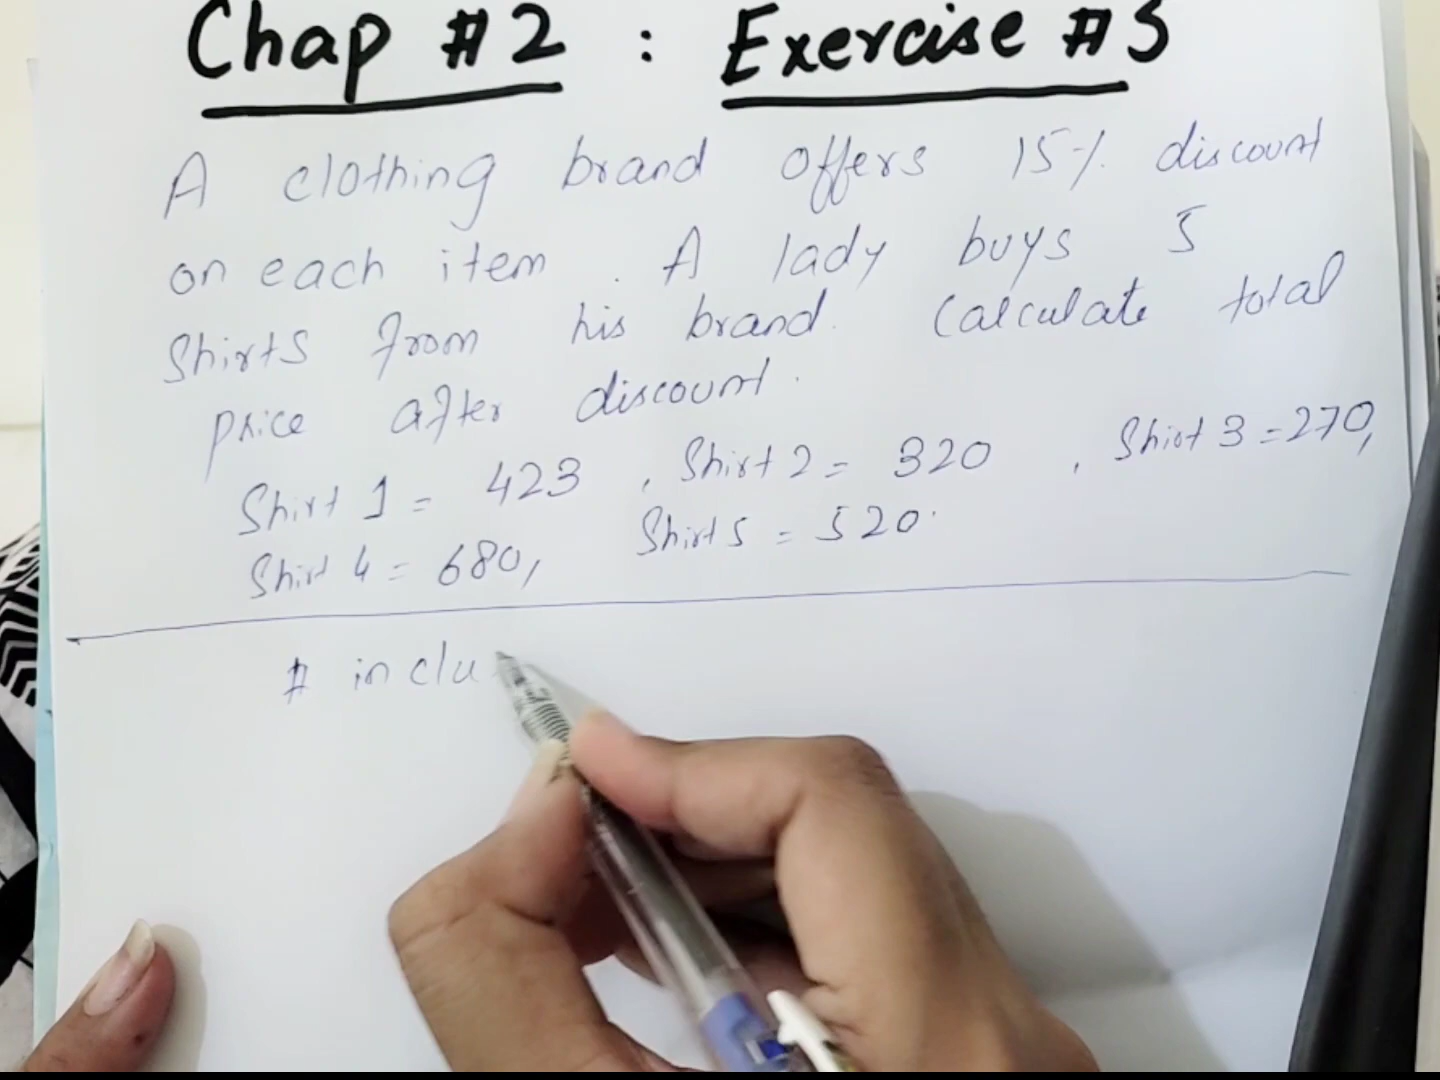 Chap #2 : Exercise #5
A clothing brand offers 15% discount
on each item. A lady buys 5
Shirts from his brand. Calculate total
price after discount.
Shirt 1 = 423, Shirt 2 = 320, Shirt 3 = 270,
Shirt 4 = 680, Shirt 5 = 520.
# inclu